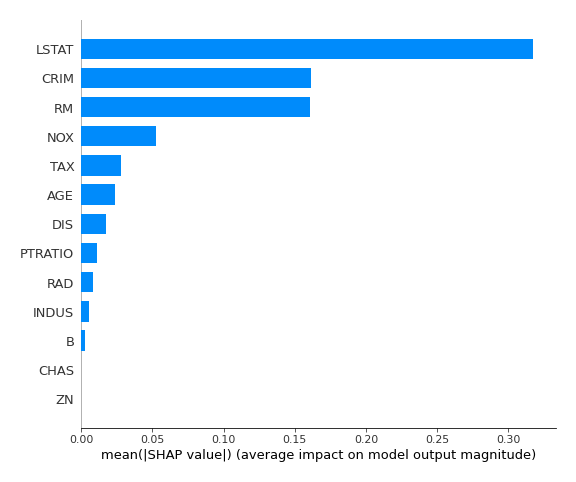 LSTAT
CRIM
RM
NOX
TAX
AGE
DIS
PTRATIO
RAD
INDUS
B
CHAS
ZN
0.00 0.05 0.10 0.15 0.20 0.25 0.30
mean(|SHAP value|) (average impact on model output magnitude)